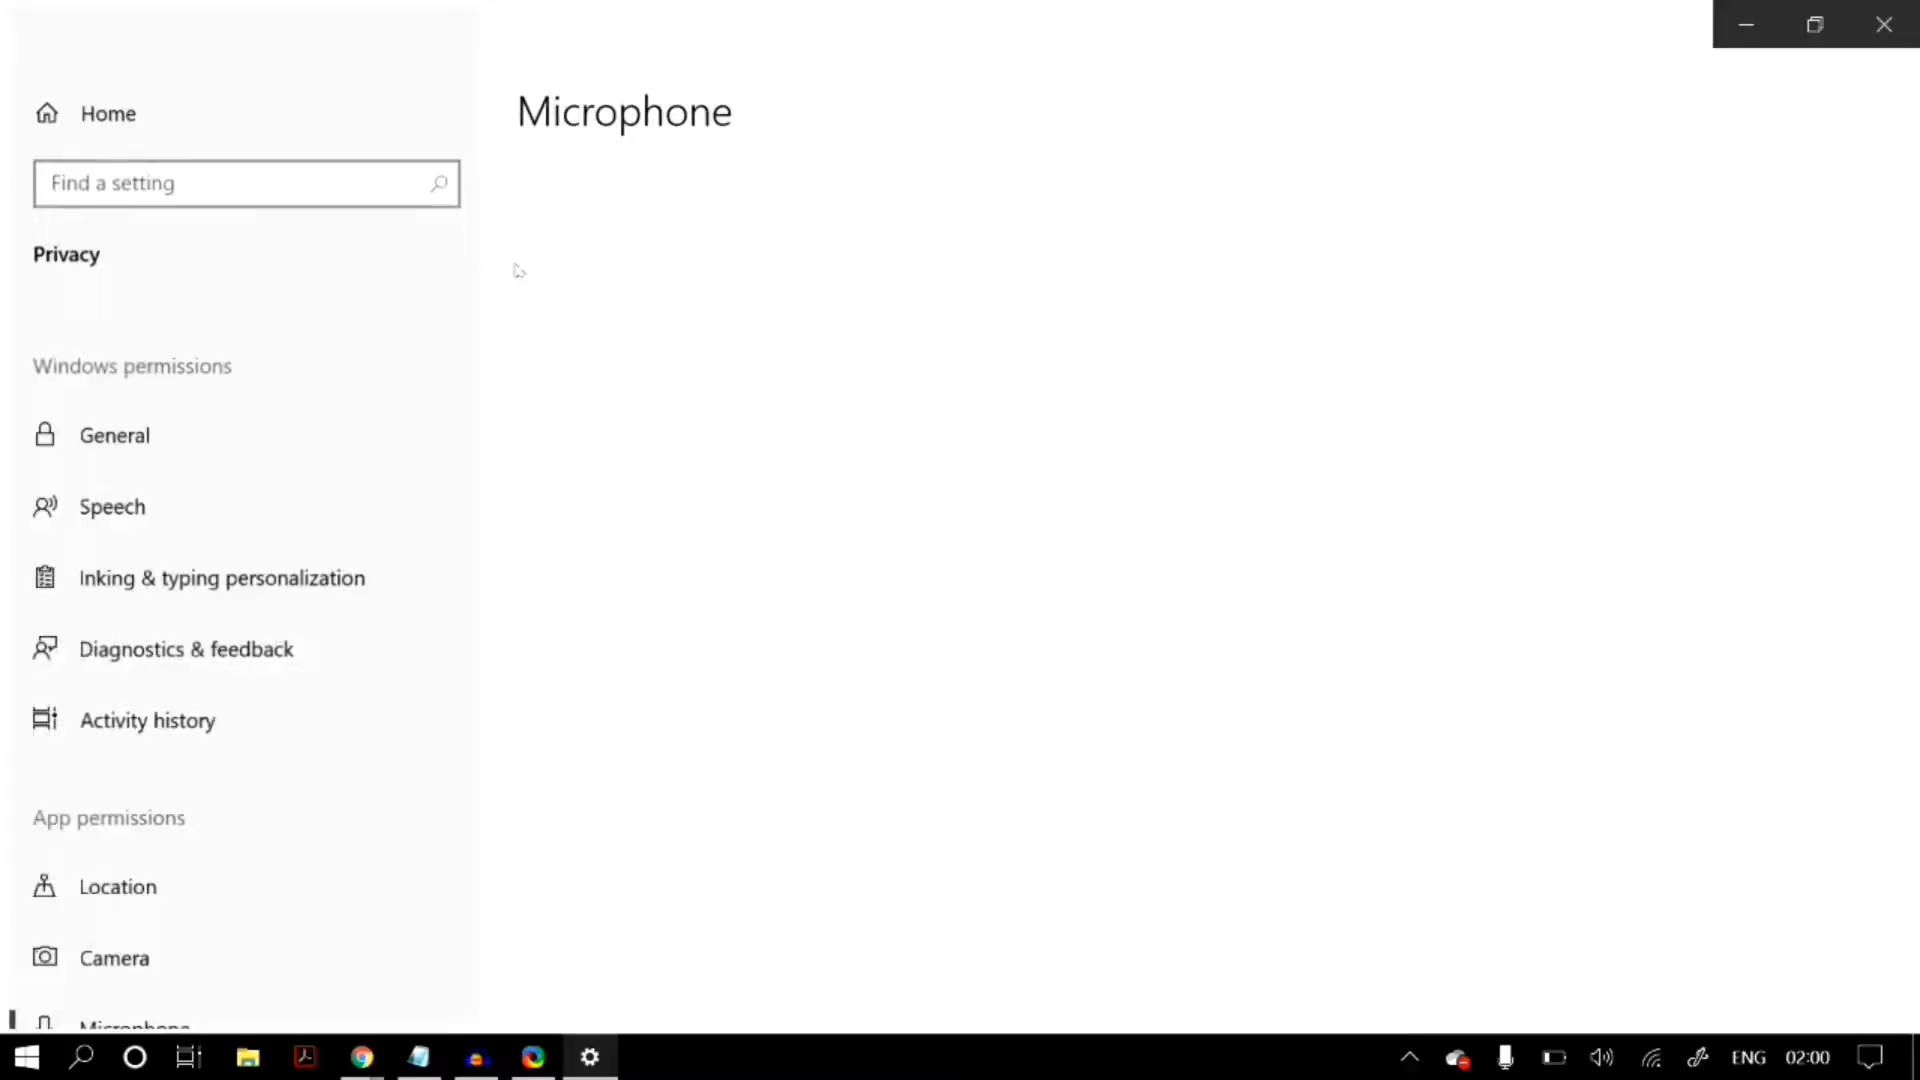 Home
Microphone
Find a setting
Privacy
Windows permissions
General
Speech
Inking & typing personalization
Diagnostics & feedback
Activity history
App permissions
Location
Camera
Microphone
ENG 02:00